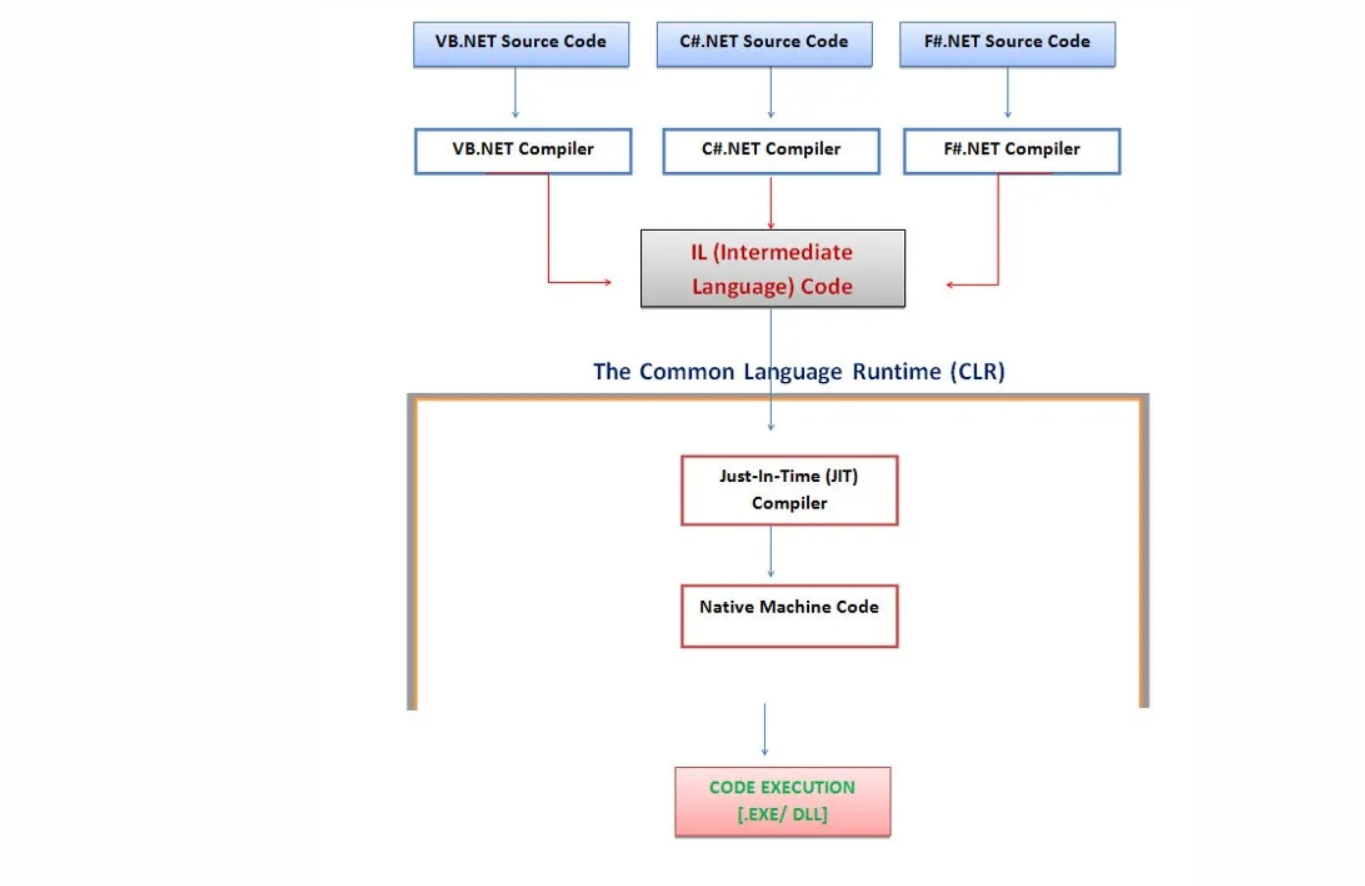 VB.NET Source Code
C#.NET Source Code
F#.NET Source Code
VB.NET Compiler
C#.NET Compiler
F#.NET Compiler
IL (Intermediate
Language) Code
The Common Language Runtime (CLR)
Just-In-Time (JIT)
Compiler
Native Machine Code
CODE EXECUTION
[.EXE/ DLL]